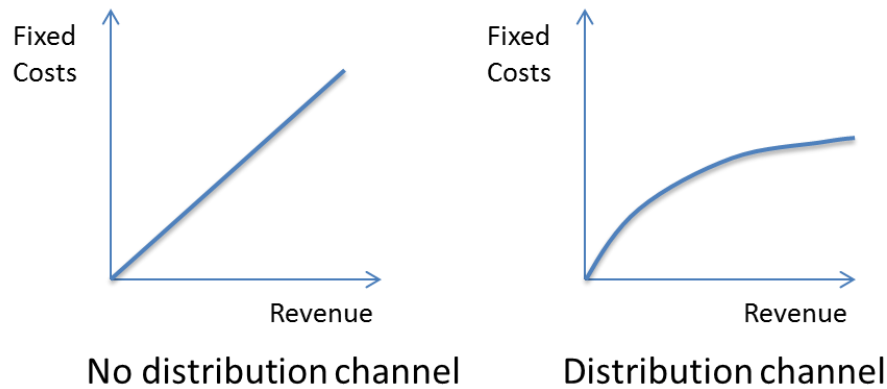 Fixed
Costs
Revenue
No distribution channel
Fixed
Costs
Revenue
Distribution channel